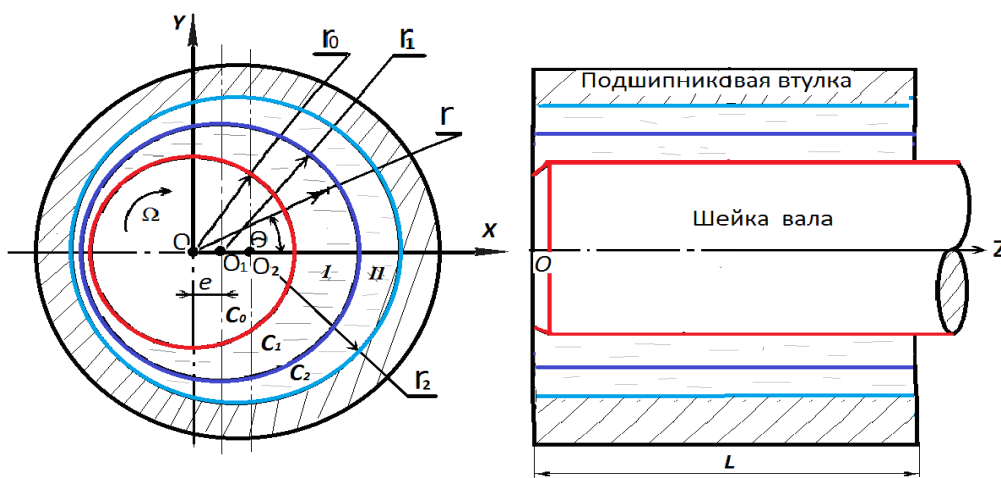 Y
r0
r1
r
Ω
X
O
Θ
O1
O2
I
II
e
C0
C1
C2
r2
Подшипниковая втулка
Шейка вала
O
Z
L